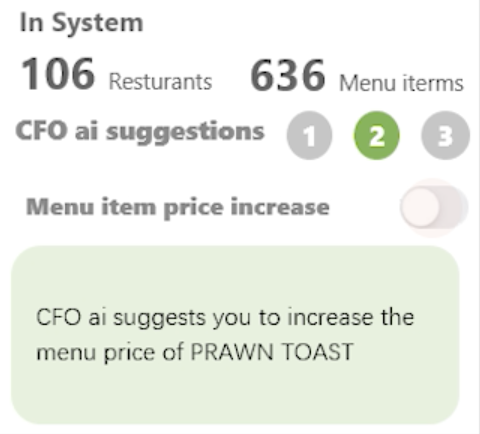 In System
106 Resturants 636 Menu iterms
CFO ai suggestions 1 2 3
Menu item price increase
CFO ai suggests you to increase the
menu price of PRAWN TOAST